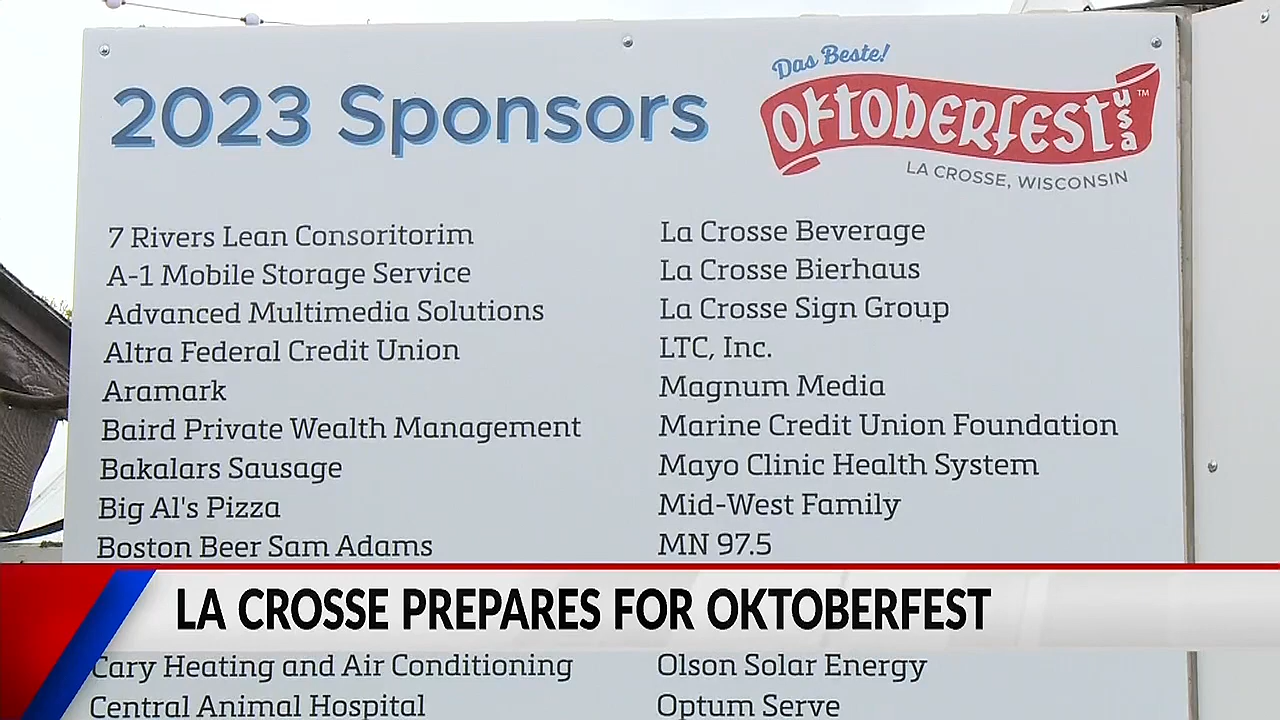 2023 Sponsors
Das Beste!
OKTOBERFEST usa™
LA CROSSE, WISCONSIN
7 Rivers Lean Consoritorim
A-1 Mobile Storage Service
Advanced Multimedia Solutions
Altra Federal Credit Union
Aramark
Baird Private Wealth Management
Bakalars Sausage
Big Al's Pizza
Boston Beer Sam Adams
La Crosse Beverage
La Crosse Bierhaus
La Crosse Sign Group
LTC, Inc.
Magnum Media
Marine Credit Union Foundation
Mayo Clinic Health System
Mid-West Family
MN 97.5
LA CROSSE PREPARES FOR OKTOBERFEST
Cary Heating and Air Conditioning
Central Animal Hospital
Olson Solar Energy
Optum Serve